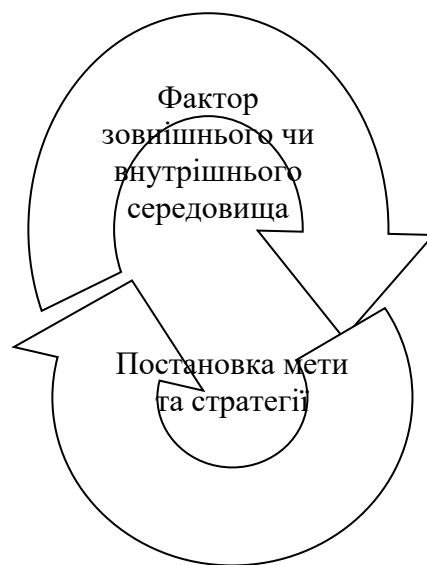 Фактор
зовнішнього чи
внутрішнього
середовища
Постановка мети
та стратегії